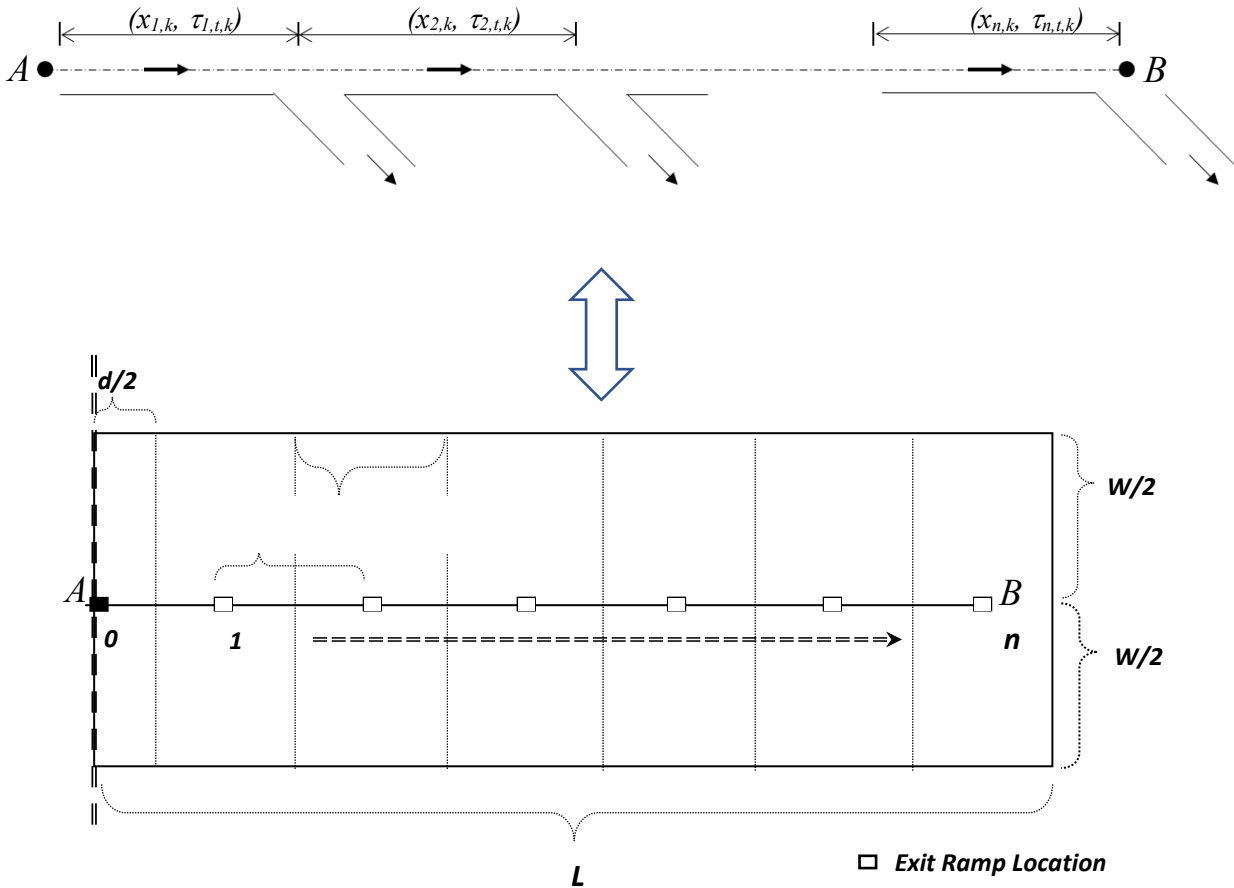 (x1,k, τ1,t,k) (x2,k, τ2,t,k) (xn,k, τn,t,k)
A B
d/2
W/2
A B
0 1 n
W/2
L
Exit Ramp Location